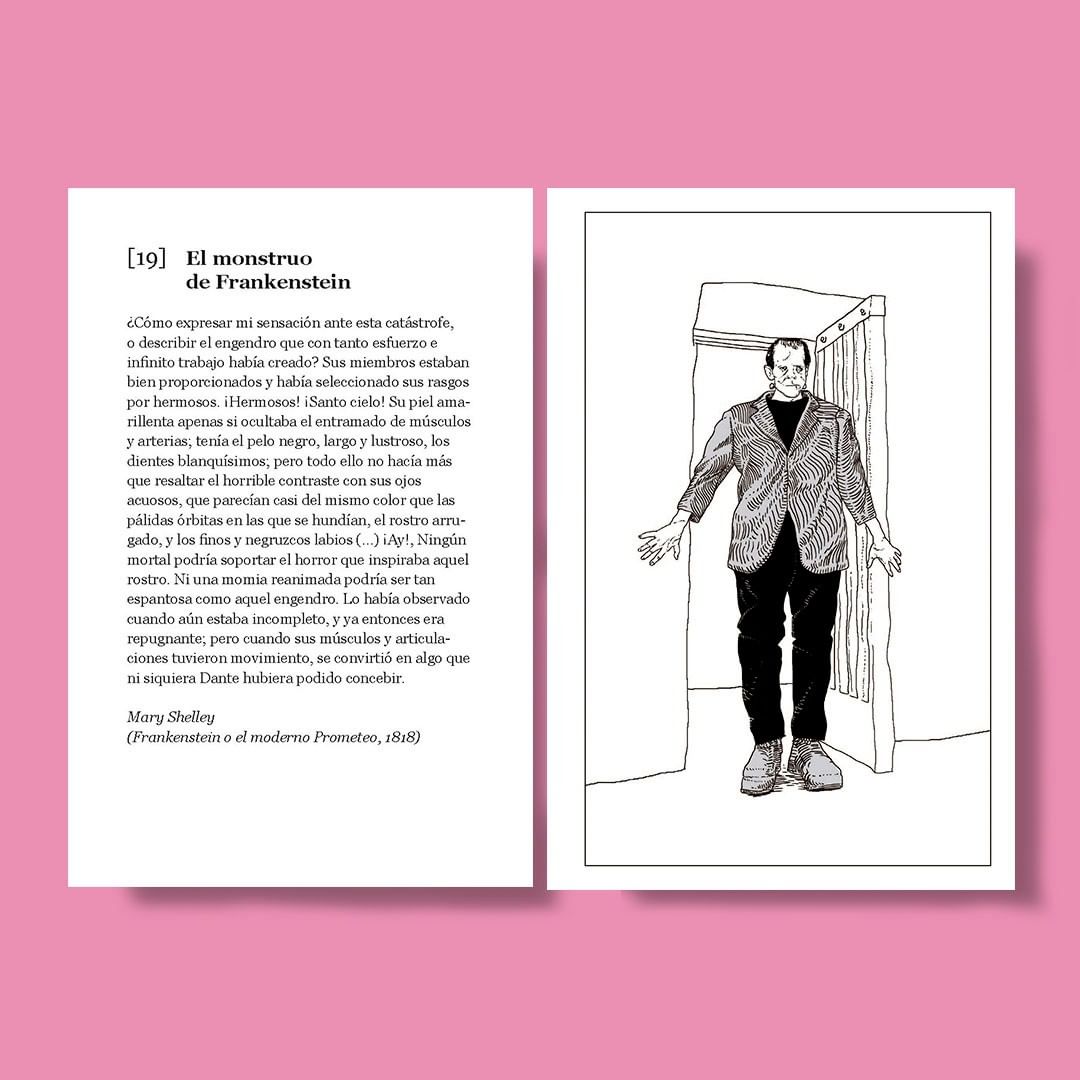 [19] El monstruo
de Frankenstein
¿Cómo expresar mi sensación ante esta catástrofe,
o describir el engendro que con tanto esfuerzo e
infinito trabajo había creado? Sus miembros estaban
bien proporcionados y había seleccionado sus rasgos
por hermosos. ¡Hermosos! ¡Santo cielo! Su piel ama-
rillenta apenas si ocultaba el entramado de músculos
y arterias; tenía el pelo negro, largo y lustroso, los
dientes blanquísimos; pero todo ello no hacía más
que resaltar el horrible contraste con sus ojos
acuosos, que parecían casi del mismo color que las
pálidas órbitas en las que se hundían, el rostro arru-
gado, y los finos y negruzcos labios (...) ¡Ay!, Ningún
mortal podría soportar el horror que inspiraba aquel
rostro. Ni una momia reanimada podría ser tan
espantosa como aquel engendro. Lo había observado
cuando aún estaba incompleto, y ya entonces era
repugnante; pero cuando sus músculos y articula-
ciones tuvieron movimiento, se convirtió en algo que
ni siquiera Dante hubiera podido concebir.
Mary Shelley
(Frankenstein o el moderno Prometeo, 1818)